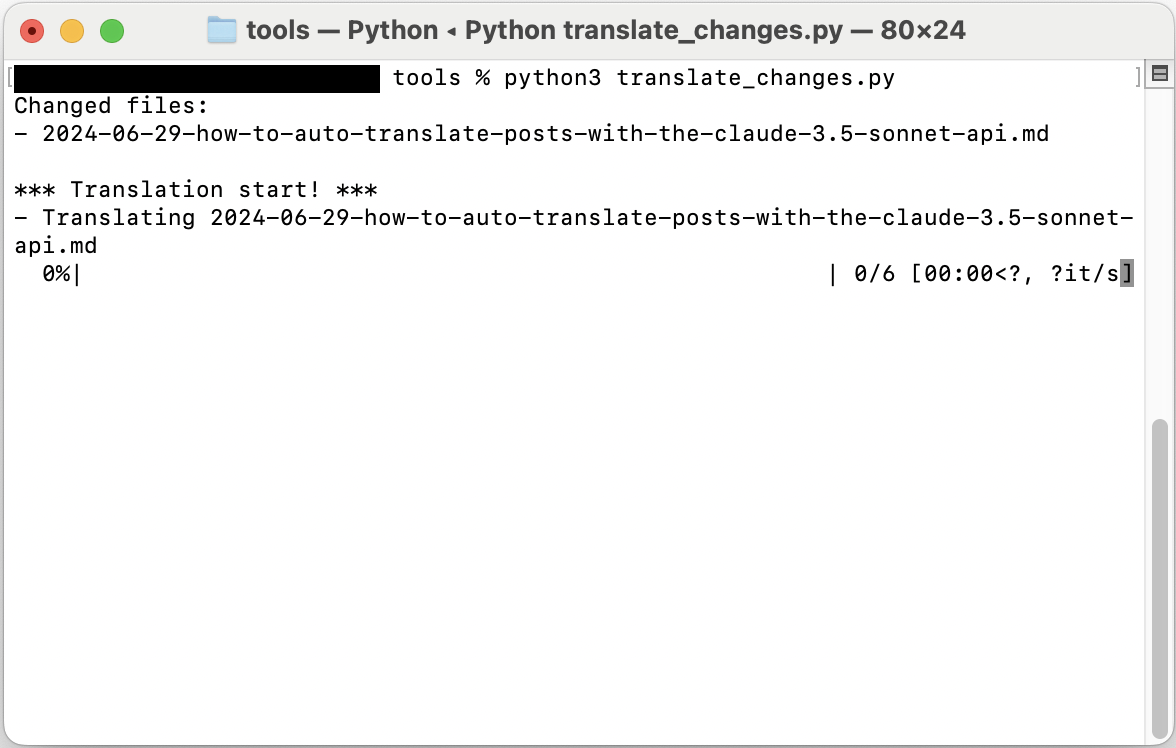 tools — Python ◂ Python translate_changes.py — 80×24
[ tools % python3 translate_changes.py ]
Changed files:
- 2024-06-29-how-to-auto-translate-posts-with-the-claude-3.5-sonnet-api.md
*** Translation start! ***
- Translating 2024-06-29-how-to-auto-translate-posts-with-the-claude-3.5-sonnet-
api.md
0%| | 0/6 [00:00<?, ?it/s]